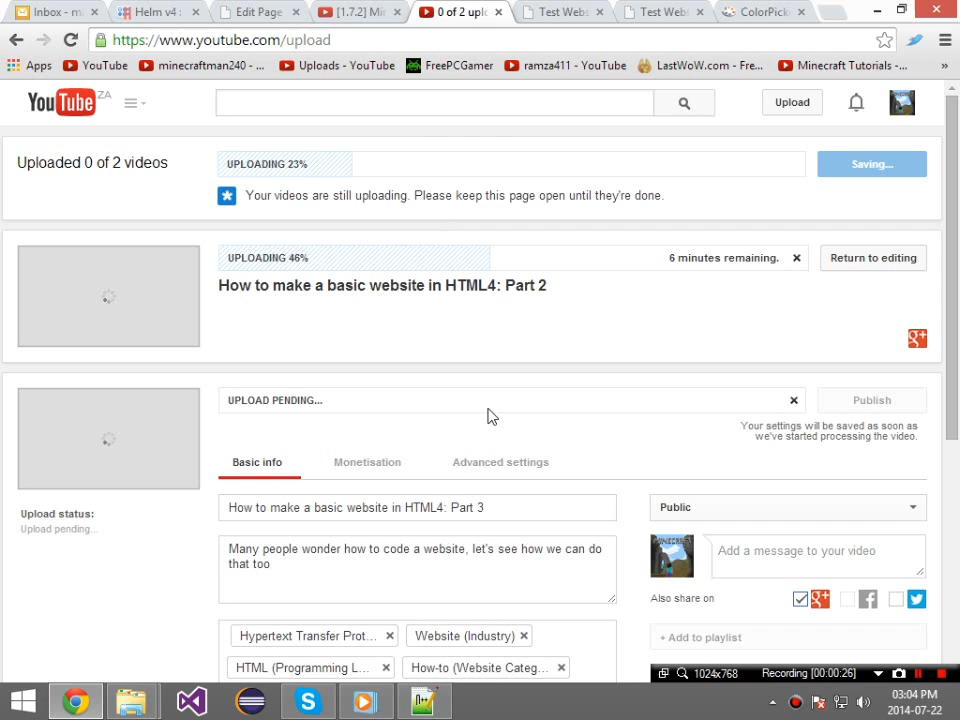 Inbox - m
Helm v4
Edit Page
[1.7.2] Mi
0 of 2 upl
Test Webs
Test Webs
ColorPick
https://www.youtube.com/upload
Apps YouTube minecraftman240 - ... Uploads - YouTube FreePCGamer ramza411 - YouTube LastWoW.com - Fre... Minecraft Tutorials -... »
YouTube ZA
Upload
Uploaded 0 of 2 videos
UPLOADING 23%
Saving...
Your videos are still uploading. Please keep this page open until they're done.
UPLOADING 46%
6 minutes remaining.
Return to editing
How to make a basic website in HTML4: Part 2
UPLOAD PENDING...
Publish
Your settings will be saved as soon as
we've started processing the video.
Basic info
Monetisation
Advanced settings
Upload status:
Upload pending...
How to make a basic website in HTML4: Part 3
Public
Many people wonder how to code a website, let's see how we can do
that too
MINECRAFT
Add a message to your video
Also share on
Hypertext Transfer Prot...
Website (Industry)
+ Add to playlist
HTML (Programming L...
How-to (Website Categ...
1024x768
Recording [00:00:26]
03:04 PM
2014-07-22